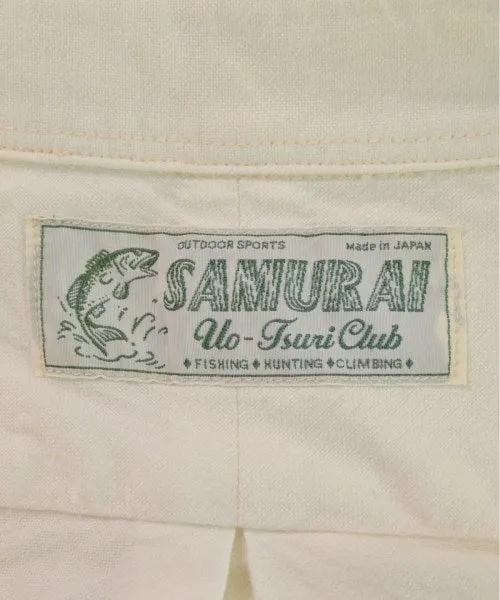 OUTDOOR SPORTS Made in JAPAN
SAMURAI
Uo-Tsuri Club
♦FISHING♦HUNTING♦CLIMBING♦